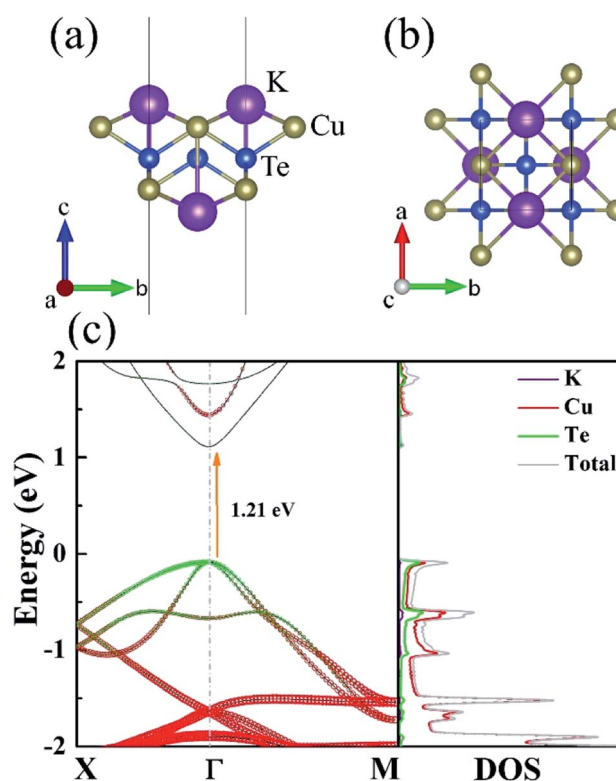 (a)
(b)
K
Cu
Te
c
a
b
a
c
b
(c)
2
1
0
-1
-2
Energy (eV)
1.21 eV
K
Cu
Te
Total
X
Γ
M
DOS